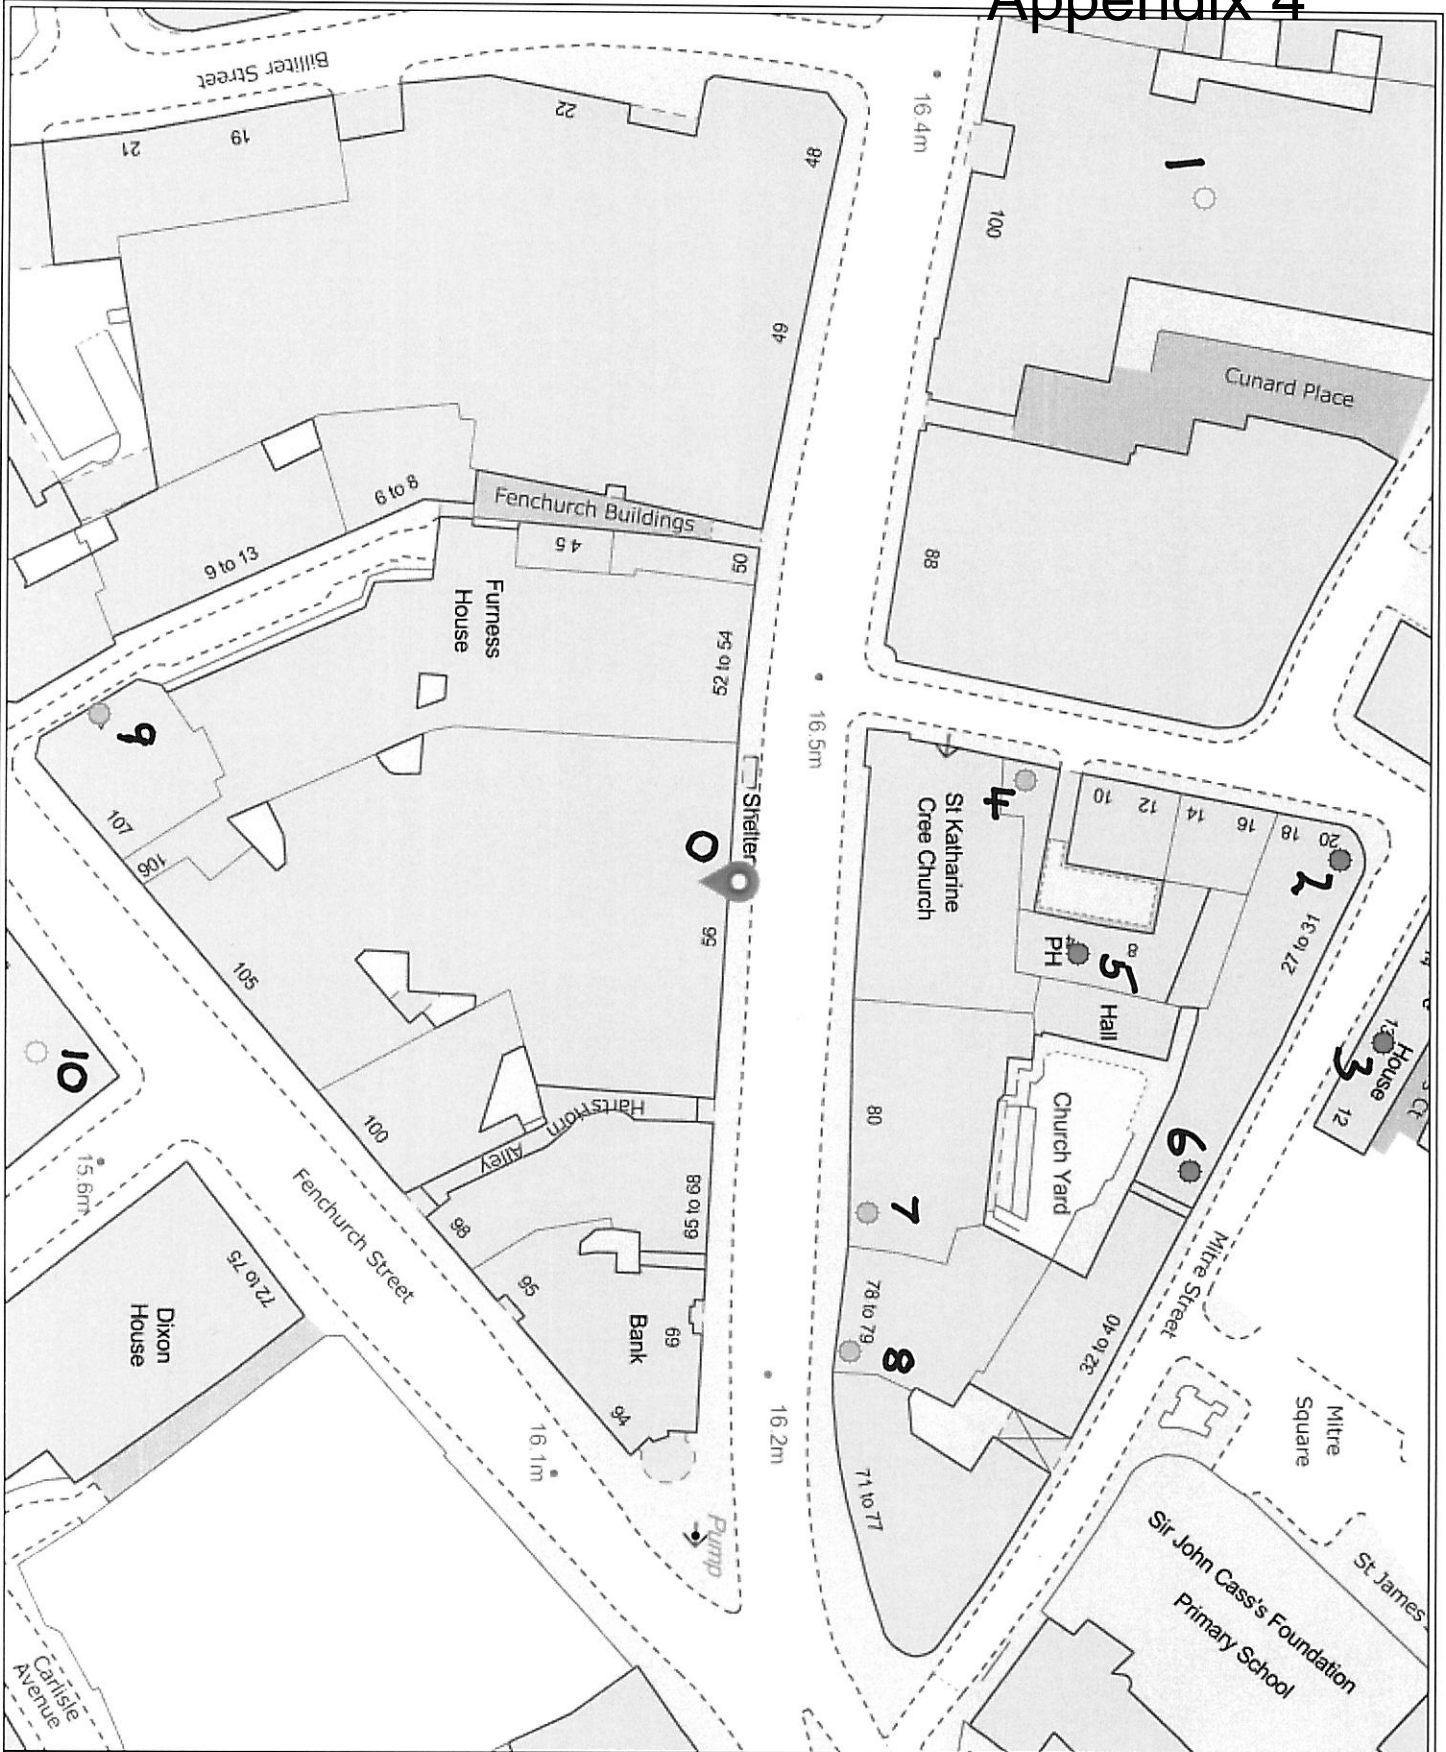 Appendix 4
Billiter Street
16.4m
22
48
19
21
1
100
49
Cunard Place
6 to 8
Fenchurch Buildings
9 to 13
4 5
50
88
Furness
House
52 to 54
16.5m
9
107
106
Shelter
0
56
St Katharine
Cree Church
4
10
12
14
16
18
20
2
27 to 31
PH
8
5
Hall
13
House
3
12
s Ct
105
10
100
Harts Horn
Alley
80
Church Yard
6
15.6m
Fenchurch Street
98
65 to 68
7
Mitre Street
72 to 75
Dixon
House
95
Bank
69
78 to 79
8
32 to 40
94
16.2m
Mitre
Square
16.1m
71 to 77
Pump
St James
Sir John Cass's Foundation
Primary School
Carlisle
Avenue